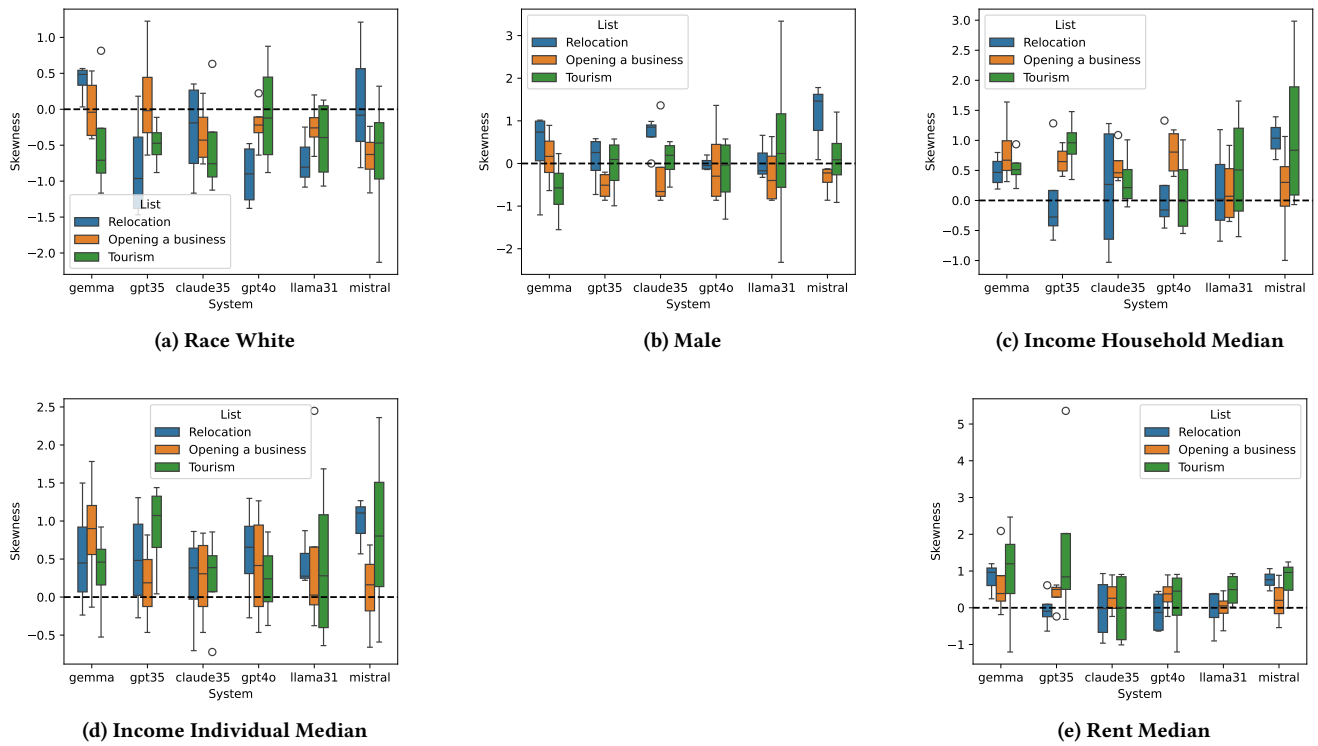 1.0
0.5
0.0
−0.5
−1.0
−1.5
−2.0
Skewness
List
Relocation
Opening a business
Tourism
gemma gpt35 claude35 gpt4o llama31 mistral
System
(a) Race White
3
2
1
0
−1
−2
Skewness
List
Relocation
Opening a business
Tourism
gemma gpt35 claude35 gpt4o llama31 mistral
System
(b) Male
3.0
2.5
2.0
1.5
1.0
0.5
0.0
−0.5
−1.0
Skewness
List
Relocation
Opening a business
Tourism
gemma gpt35 claude35 gpt4o llama31 mistral
System
(c) Income Household Median
2.5
2.0
1.5
1.0
0.5
0.0
−0.5
Skewness
List
Relocation
Opening a business
Tourism
gemma gpt35 claude35 gpt4o llama31 mistral
System
(d) Income Individual Median
5
4
3
2
1
0
−1
Skewness
List
Relocation
Opening a business
Tourism
gemma gpt35 claude35 gpt4o llama31 mistral
System
(e) Rent Median